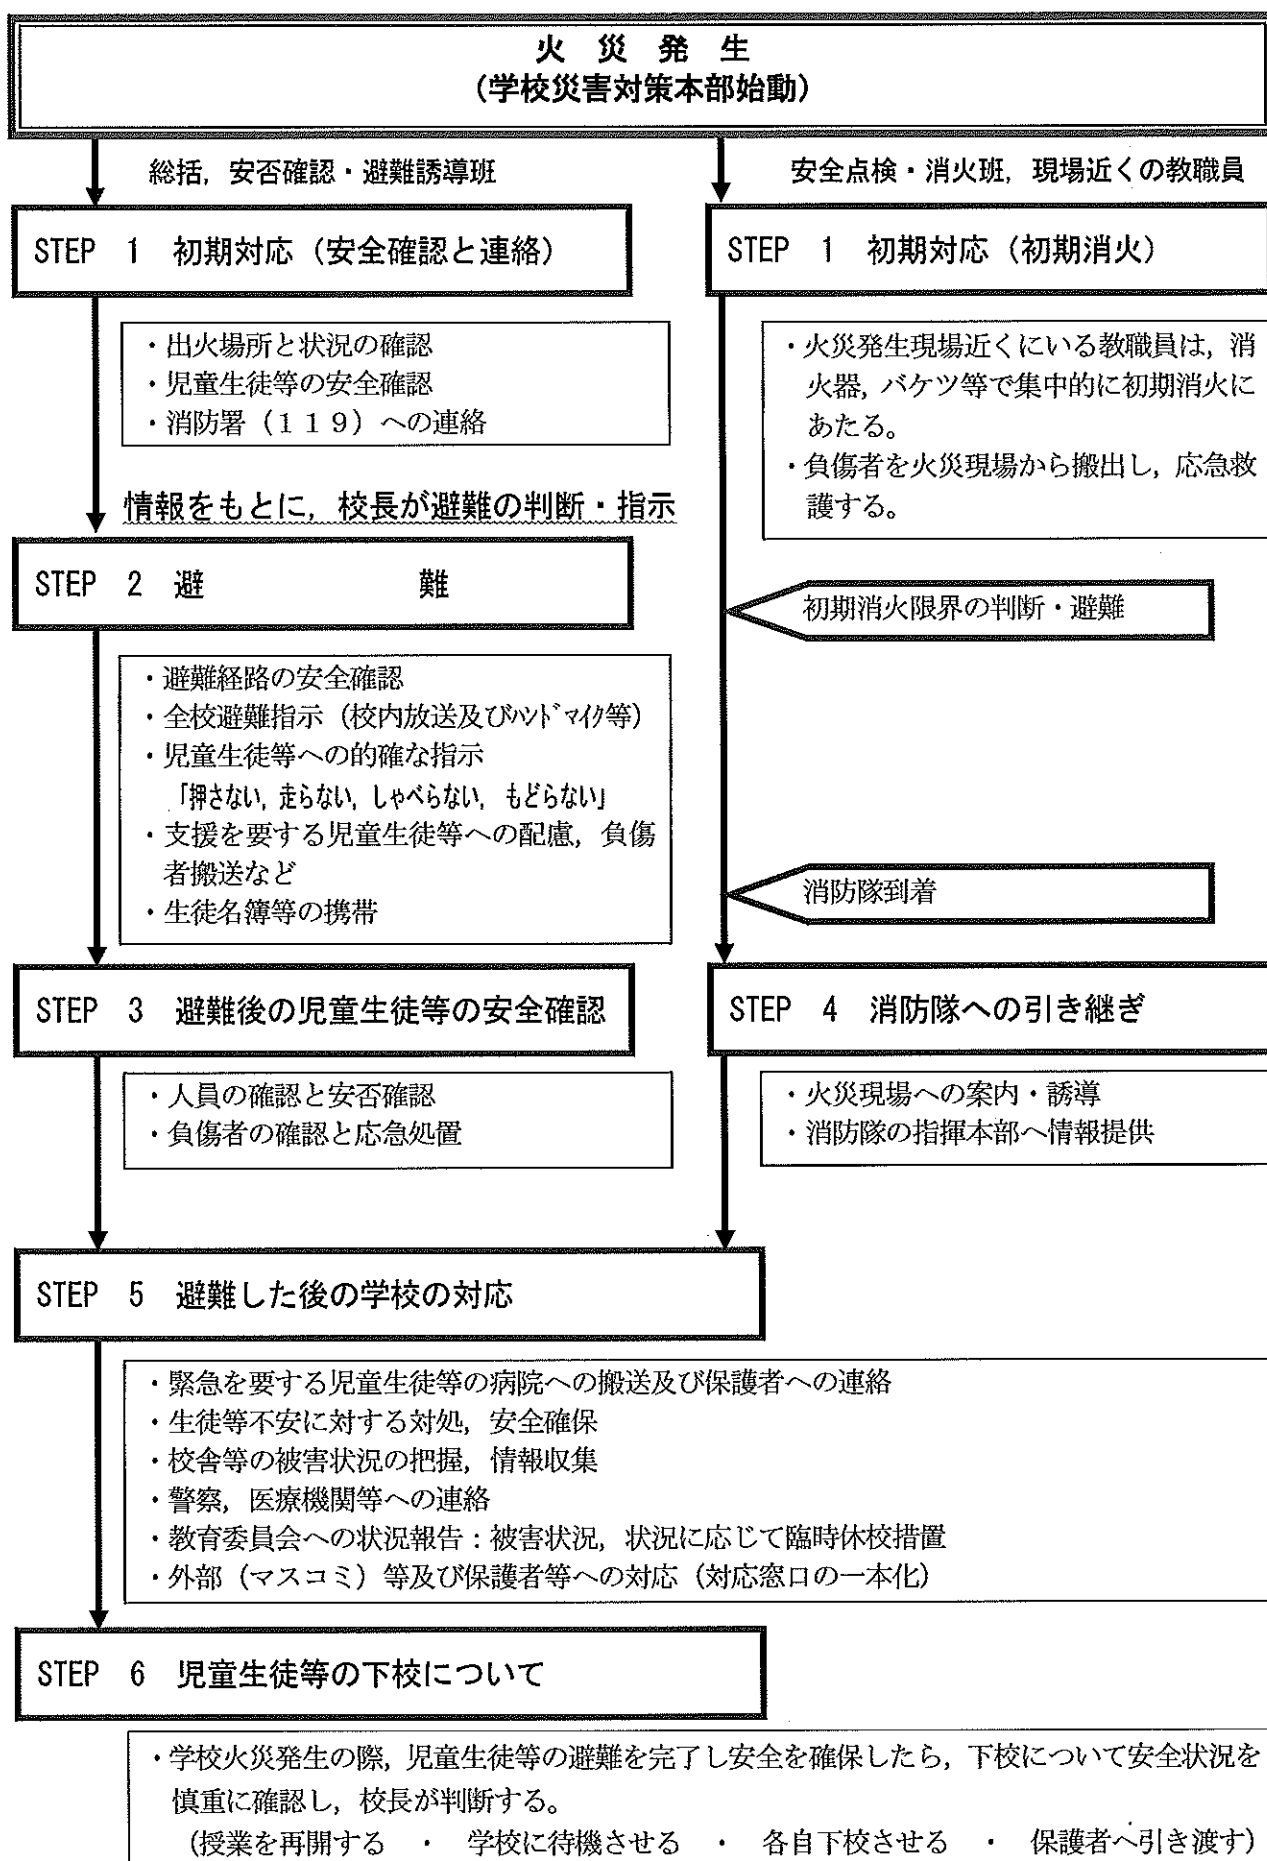 火 災 発 生
(学校災害対策本部始動)
総括，安否確認・避難誘導班
安全点検・消火班，現場近くの教職員
STEP 1 初期対応（安全確認と連絡）
STEP 1 初期対応（初期消火）
・出火場所と状況の確認
・児童生徒等の安全確認
・消防署（１１９）への連絡
・火災発生現場近くにいる教職員は，消
火器，バケツ等で集中的に初期消火に
あたる。
・負傷者を火災現場から搬出し，応急救
護する。
情報をもとに，校長が避難の判断・指示
STEP 2 避 難
初期消火限界の判断・避難
・避難経路の安全確認
・全校避難指示（校内放送及びﾊﾝﾄﾞﾏｲｸ等）
・児童生徒等への的確な指示
「押さない，走らない，しゃべらない，もどらない」
・支援を要する児童生徒等への配慮，負傷
者搬送など
・生徒名簿等の携帯
消防隊到着
STEP 3 避難後の児童生徒等の安全確認
STEP 4 消防隊への引き継ぎ
・人員の確認と安否確認
・負傷者の確認と応急処置
・火災現場への案内・誘導
・消防隊の指揮本部へ情報提供
STEP 5 避難した後の学校の対応
・緊急を要する児童生徒等の病院への搬送及び保護者への連絡
・生徒等不安に対する対処，安全確保
・校舎等の被害状況の把握，情報収集
・警察，医療機関等への連絡
・教育委員会への状況報告：被害状況，状況に応じて臨時休校措置
・外部（マスコミ）等及び保護者等への対応（対応窓口の一本化）
STEP 6 児童生徒等の下校について
・学校火災発生の際，児童生徒等の避難を完了し安全を確保したら，下校について安全状況を
慎重に確認し，校長が判断する。
（授業を再開する ・ 学校に待機させる ・ 各自下校させる ・ 保護者へ引き渡す）